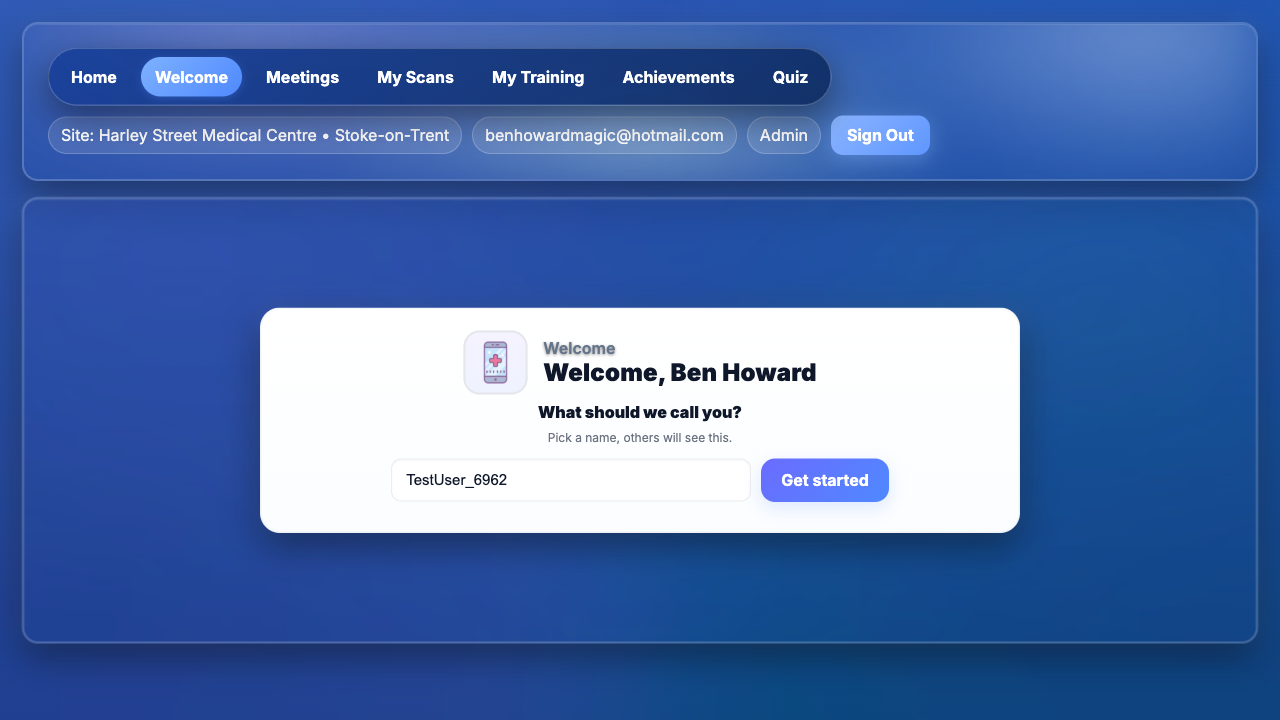 Home Welcome Meetings My Scans My Training Achievements Quiz
Site: Harley Street Medical Centre • Stoke-on-Trent benhowardmagic@hotmail.com Admin Sign Out
Welcome
Welcome, Ben Howard
What should we call you?
Pick a name, others will see this.
TestUser_6962 Get started